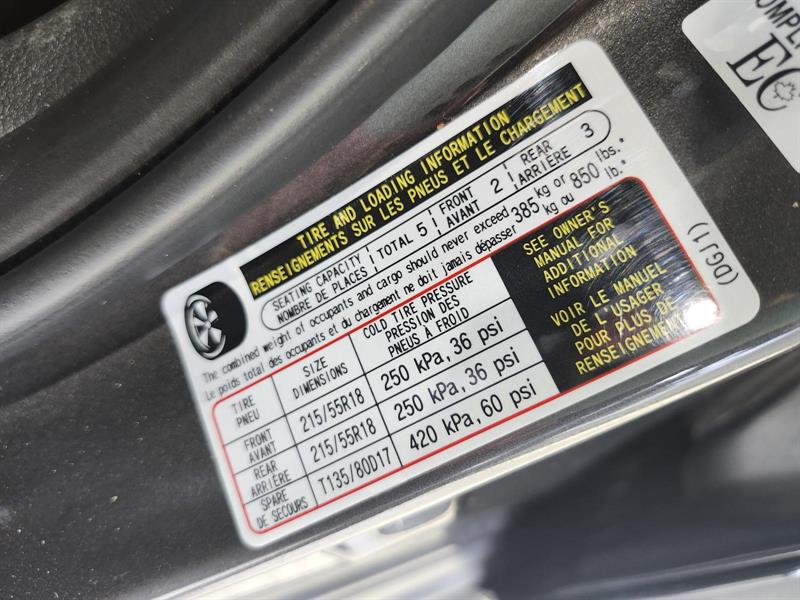 TIRE AND LOADING INFORMATION
RENSEIGNEMENTS SUR LES PNEUS ET LE CHARGEMENT
SEATING CAPACITY
NOMBRE DE PLACES
TOTAL 5
FRONT
AVANT
2
REAR
ARRIÈRE
3
The combined weight of occupants and cargo should never exceed 385 kg or 850 lbs.
Le poids total des occupants et du chargement ne doit jamais dépasser kg ou lb.
TIRE
PNEU
SIZE
DIMENSIONS
COLD TIRE PRESSURE
PRESSION DES
PNEUS À FROID
FRONT
AVANT
215/55R18
250 kPa, 36 psi
REAR
ARRIÈRE
215/55R18
250 kPa, 36 psi
SPARE
DE SECOURS
T135/80D17
420 kPa, 60 psi
SEE OWNER'S
MANUAL FOR
ADDITIONAL
INFORMATION
VOIR LE MANUEL
DE L'USAGER
POUR PLUS DE
RENSEIGNEMENTS
(DGJ1)
EC